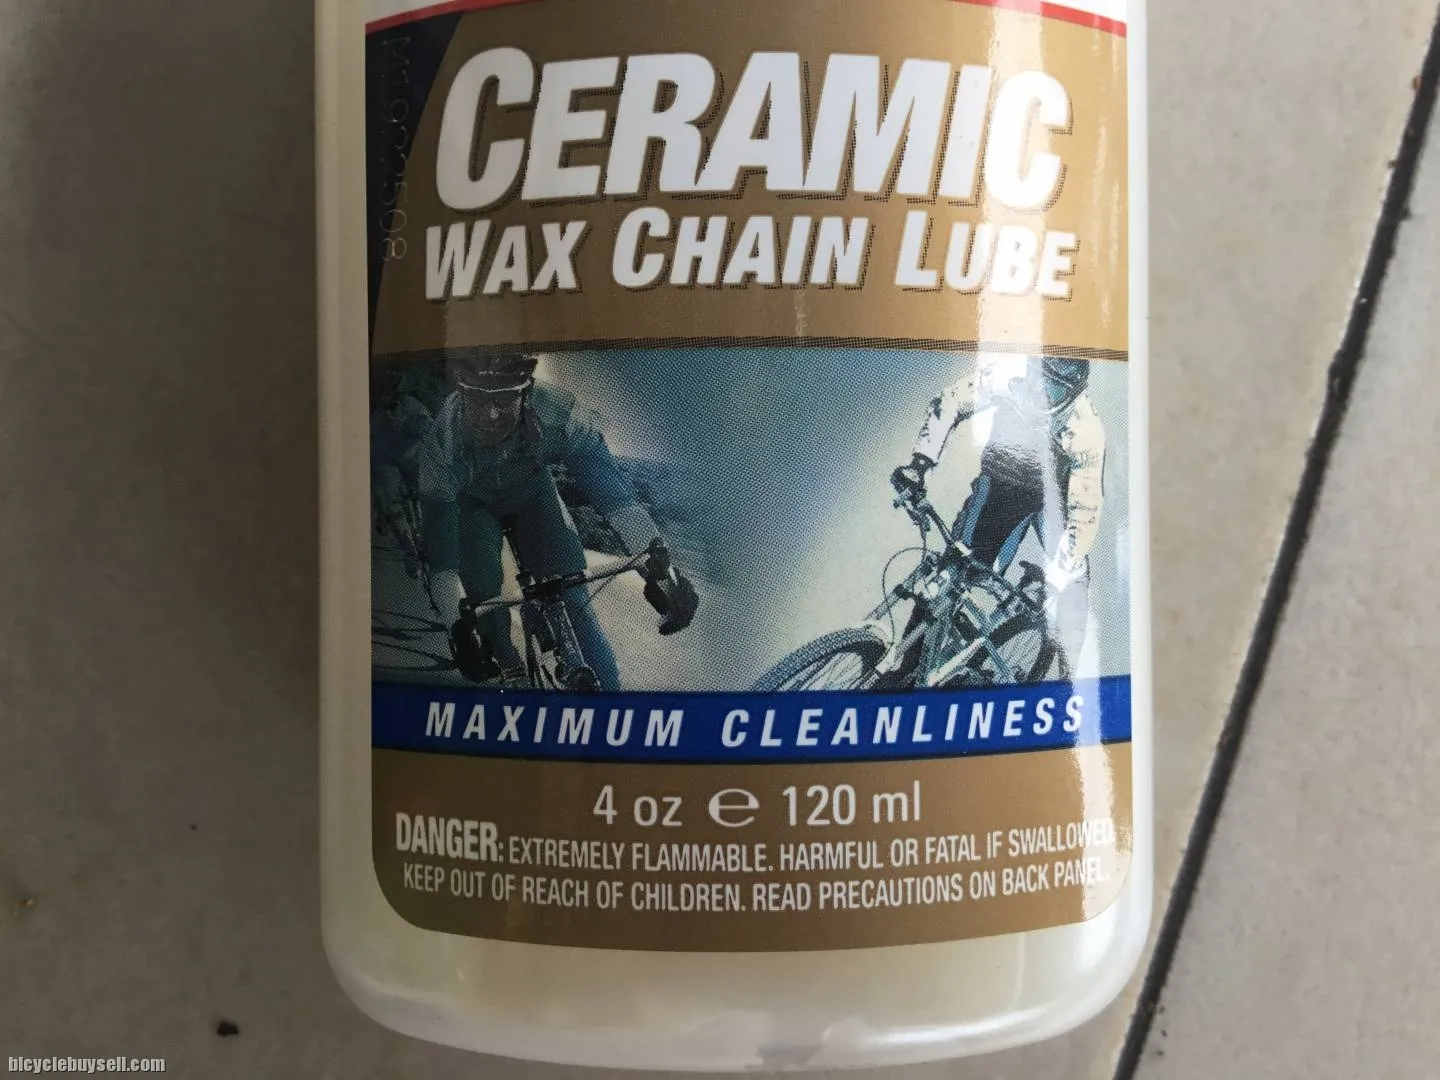 CERAMIC
WAX CHAIN LUBE
MAXIMUM CLEANLINESS
4 oz ℮ 120 ml
DANGER: EXTREMELY FLAMMABLE. HARMFUL OR FATAL IF SWALLOWED.
KEEP OUT OF REACH OF CHILDREN. READ PRECAUTIONS ON BACK PANEL.
bicyclebuysell.com